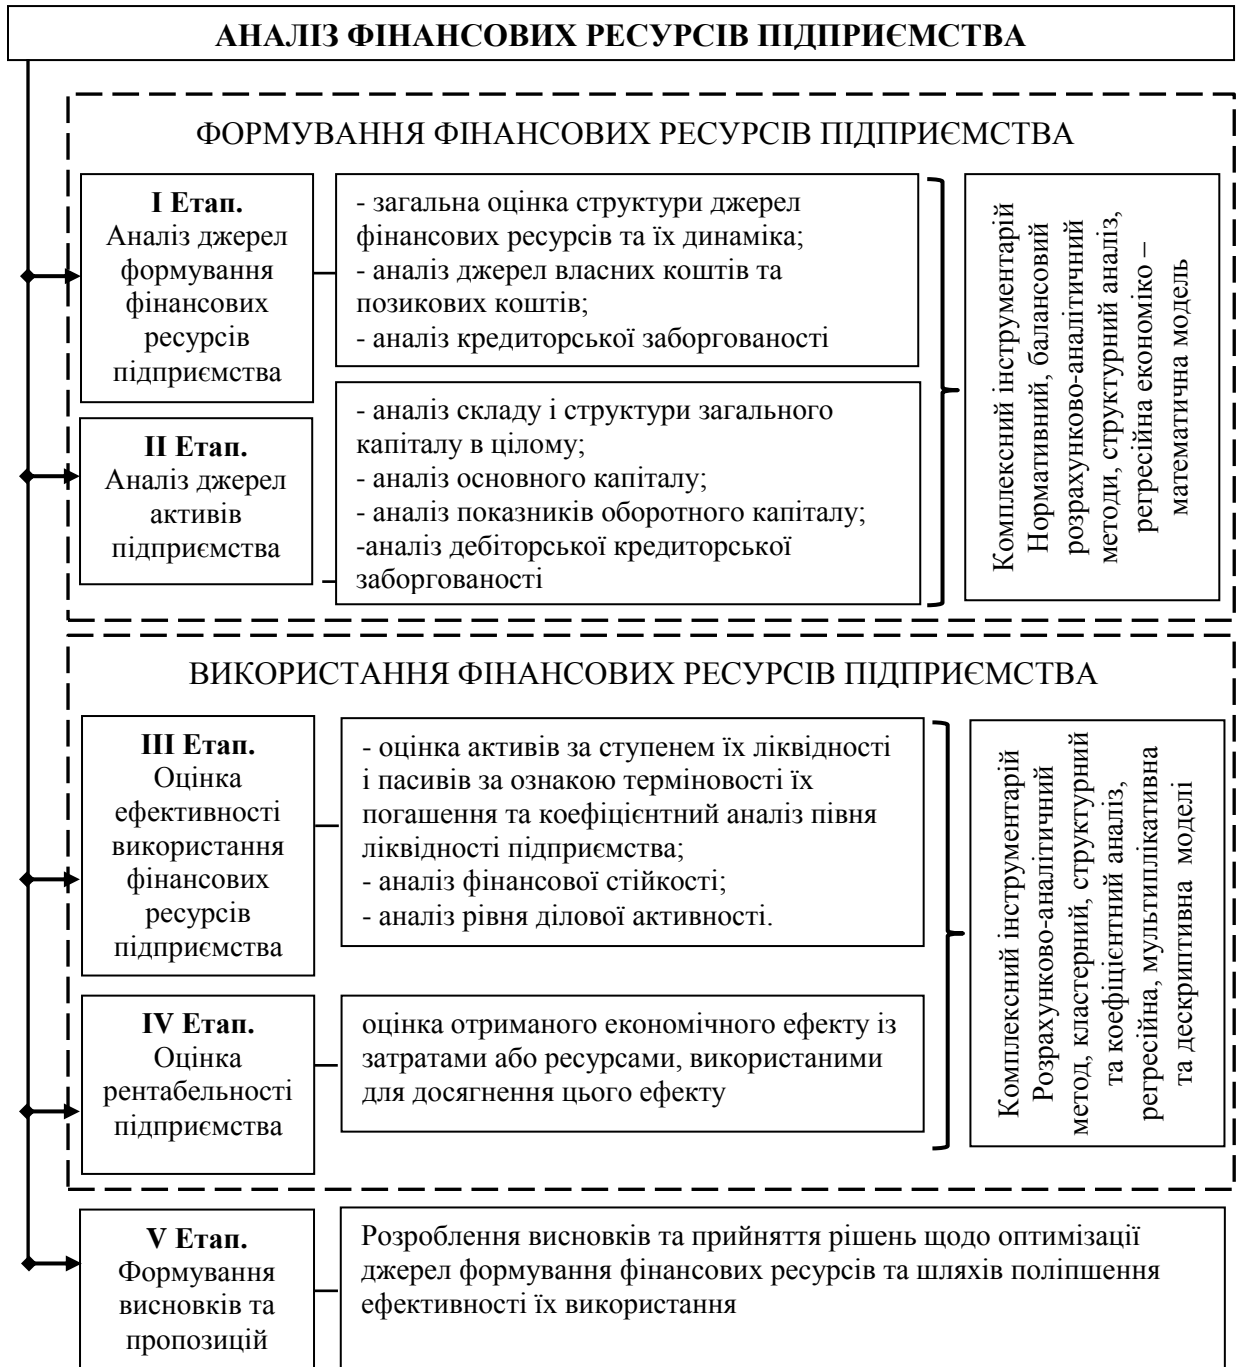 АНАЛІЗ ФІНАНСОВИХ РЕСУРСІВ ПІДПРИЄМСТВА
ФОРМУВАННЯ ФІНАНСОВИХ РЕСУРСІВ ПІДПРИЄМСТВА
I Етап.
Аналіз джерел
формування
фінансових
ресурсів
підприємства
- загальна оцінка структури джерел
фінансових ресурсів та їх динаміка;
- аналіз джерел власних коштів та
позикових коштів;
- аналіз кредиторської заборгованості
II Етап.
Аналіз джерел
активів
підприємства
- аналіз складу і структури загального
капіталу в цілому;
- аналіз основного капіталу;
- аналіз показників оборотного капіталу;
-аналіз дебіторської кредиторської
заборгованості
Комплексний інструментарій
Нормативний, балансовий
розрахунково-аналітичний
методи, структурний аналіз,
регресійна економіко –
математична модель
ВИКОРИСТАННЯ ФІНАНСОВИХ РЕСУРСІВ ПІДПРИЄМСТВА
III Етап.
Оцінка
ефективності
використання
фінансових
ресурсів
підприємства
- оцінка активів за ступенем їх ліквідності
і пасивів за ознакою терміновості їх
погашення та коефіцієнтний аналіз півня
ліквідності підприємства;
- аналіз фінансової стійкості;
- аналіз рівня ділової активності.
IV Етап.
Оцінка
рентабельності
підприємства
оцінка отриманого економічного ефекту із
затратами або ресурсами, використаними
для досягнення цього ефекту
Комплексний інструментарій
Розрахунково-аналітичний
метод, кластерний, структурний
та коефіцієнтний аналіз,
регресійна, мультиплікативна
та дескриптивна моделі
V Етап.
Формування
висновків та
пропозицій
Розроблення висновків та прийняття рішень щодо оптимізації
джерел формування фінансових ресурсів та шляхів поліпшення
ефективності їх використання